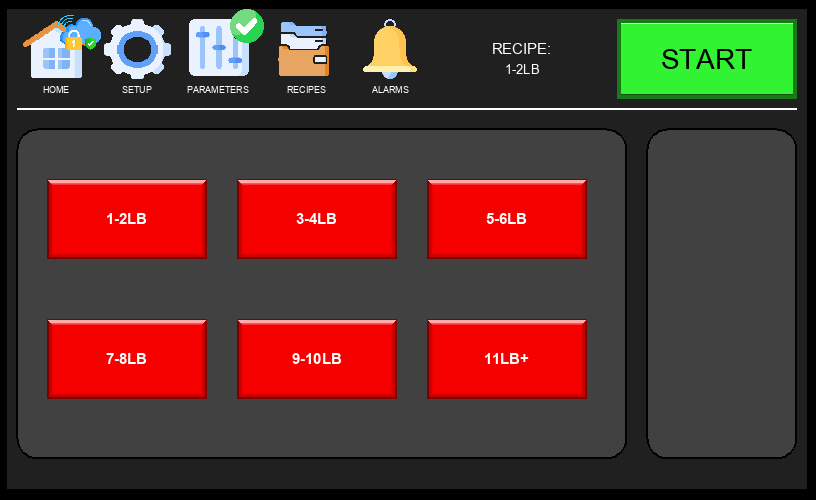 HOME
SETUP
PARAMETERS
RECIPES
ALARMS
RECIPE:
1-2LB
START
1-2LB
3-4LB
5-6LB
7-8LB
9-10LB
11LB+